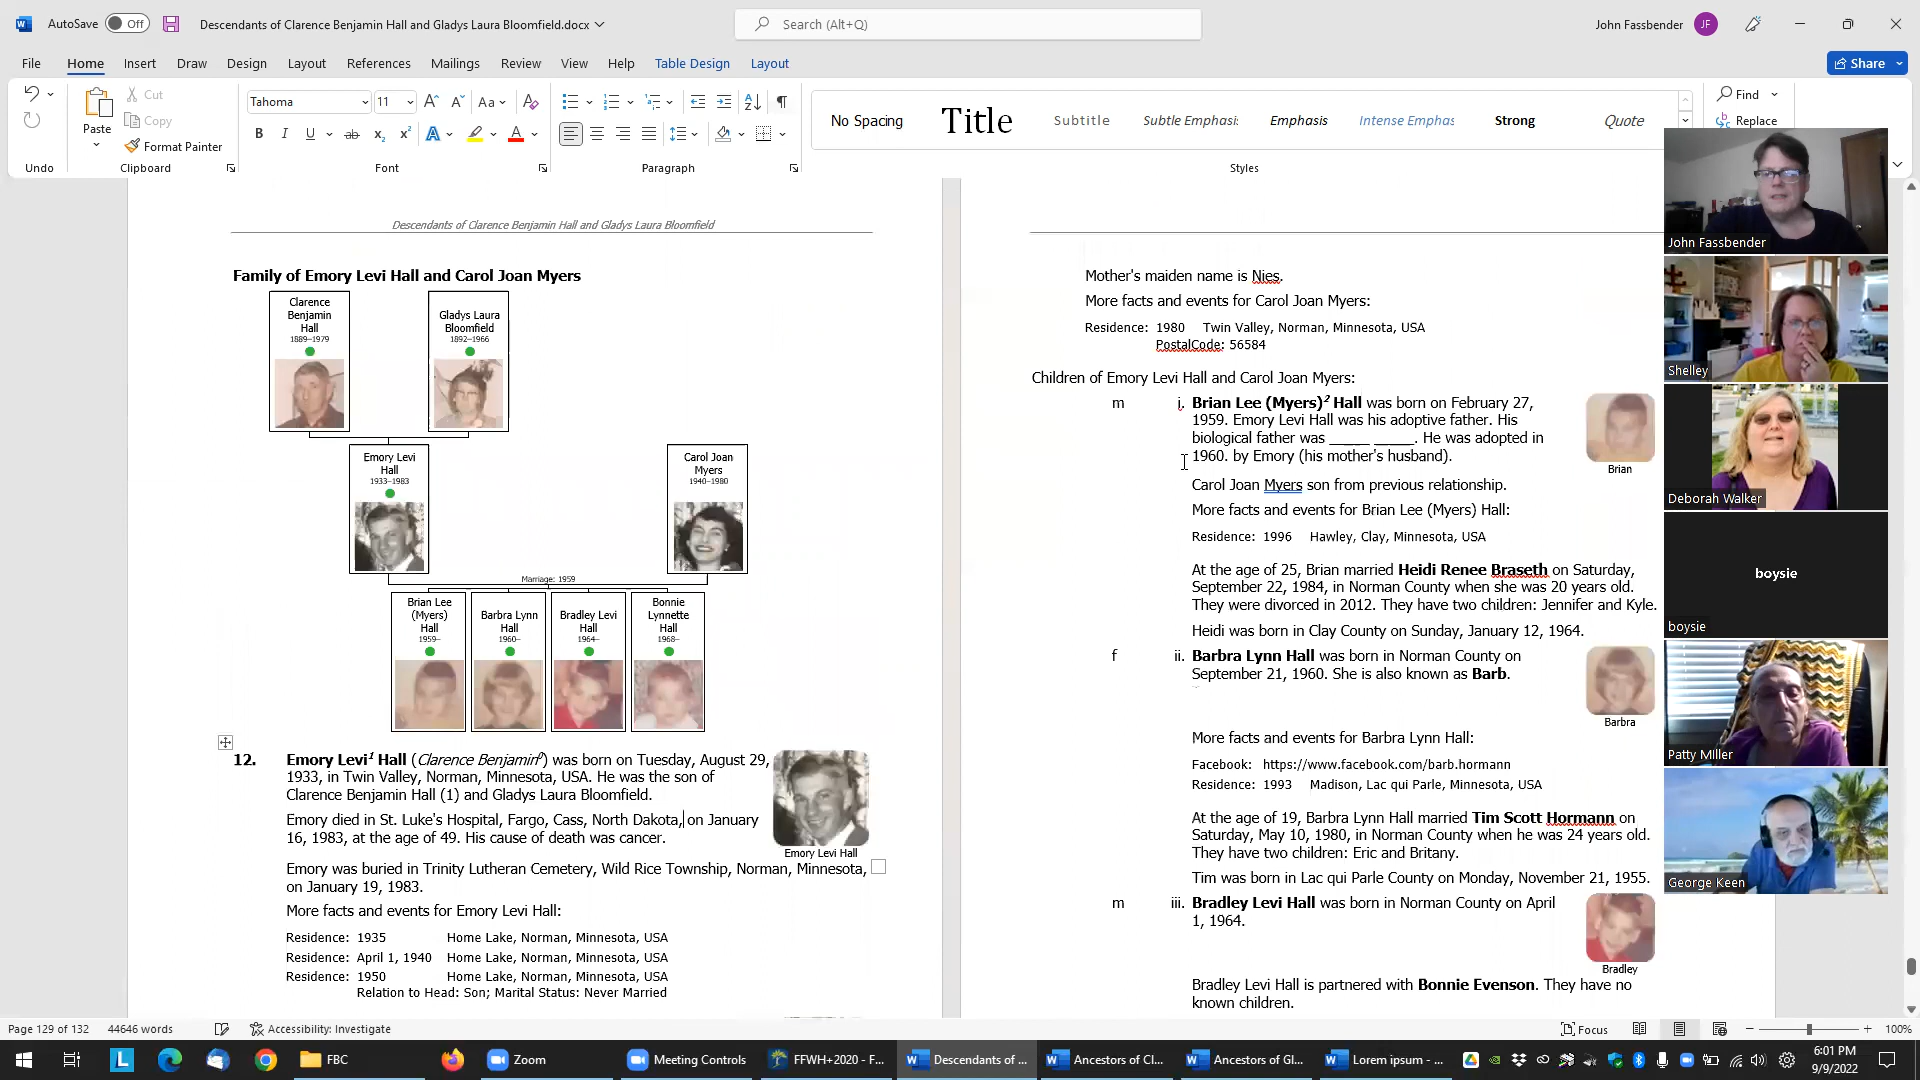 AutoSave Off Descendants of Clarence Benjamin Hall and Gladys Laura Bloomfield.docx Search (Alt+Q) John Fassbender JF
File Home Insert Draw Design Layout References Mailings Review View Help Table Design Layout Share
Cut
Copy
Paste
Format Painter
Tahoma 11
No Spacing Title Subtitle Subtle Emphasis Emphasis Intense Emphas Strong Quote
Find
Replace
Undo Clipboard Font Paragraph Styles
Descendants of Clarence Benjamin Hall and Gladys Laura Bloomfield
Family of Emory Levi Hall and Carol Joan Myers
Clarence
Benjamin
Hall
1889–1979
Gladys Laura
Bloomfield
1892–1966
Emory Levi
Hall
1933–1983
Carol Joan
Myers
1940–1980
Marriage: 1959
Brian Lee
(Myers)
Hall
1959–
Barbra Lynn
Hall
1960–
Bradley Levi
Hall
1964–
Bonnie
Lynnette
Hall
1968–
12. Emory Levi1 Hall (Clarence Benjamin0) was born on Tuesday, August 29,
1933, in Twin Valley, Norman, Minnesota, USA. He was the son of
Clarence Benjamin Hall (1) and Gladys Laura Bloomfield.
Emory died in St. Luke's Hospital, Fargo, Cass, North Dakota, on January
16, 1983, at the age of 49. His cause of death was cancer.
Emory Levi Hall
Emory was buried in Trinity Lutheran Cemetery, Wild Rice Township, Norman, Minnesota,
on January 19, 1983.
More facts and events for Emory Levi Hall:
Residence: 1935 Home Lake, Norman, Minnesota, USA
Residence: April 1, 1940 Home Lake, Norman, Minnesota, USA
Residence: 1950 Home Lake, Norman, Minnesota, USA
Relation to Head: Son; Marital Status: Never Married
Mother's maiden name is Nies.
More facts and events for Carol Joan Myers:
Residence: 1980 Twin Valley, Norman, Minnesota, USA
PostalCode: 56584
Children of Emory Levi Hall and Carol Joan Myers:
m i. Brian Lee (Myers)2 Hall was born on February 27,
1959. Emory Levi Hall was his adoptive father. His
biological father was _____ _____. He was adopted in
1960. by Emory (his mother's husband).
Brian
Carol Joan Myers son from previous relationship.
More facts and events for Brian Lee (Myers) Hall:
Residence: 1996 Hawley, Clay, Minnesota, USA
At the age of 25, Brian married Heidi Renee Braseth on Saturday,
September 22, 1984, in Norman County when she was 20 years old.
They were divorced in 2012. They have two children: Jennifer and Kyle.
Heidi was born in Clay County on Sunday, January 12, 1964.
f ii. Barbra Lynn Hall was born in Norman County on
September 21, 1960. She is also known as Barb.
Barbra
More facts and events for Barbra Lynn Hall:
Facebook: https://www.facebook.com/barb.hormann
Residence: 1993 Madison, Lac qui Parle, Minnesota, USA
At the age of 19, Barbra Lynn Hall married Tim Scott Hormann on
Saturday, May 10, 1980, in Norman County when he was 24 years old.
They have two children: Eric and Britany.
Tim was born in Lac qui Parle County on Monday, November 21, 1955.
m iii. Bradley Levi Hall was born in Norman County on April
1, 1964.
Bradley
Bradley Levi Hall is partnered with Bonnie Evenson. They have no
known children.
John Fassbender
Shelley
Deborah Walker
boysie
boysie
Patty Miller
George Keen
Page 129 of 132 44646 words Accessibility: Investigate Focus 100%
FBC Zoom Meeting Controls FFWH+2020 - F... Descendants of ... Ancestors of Cl... Ancestors of Gl... Lorem ipsum - ...
6:01 PM
9/9/2022